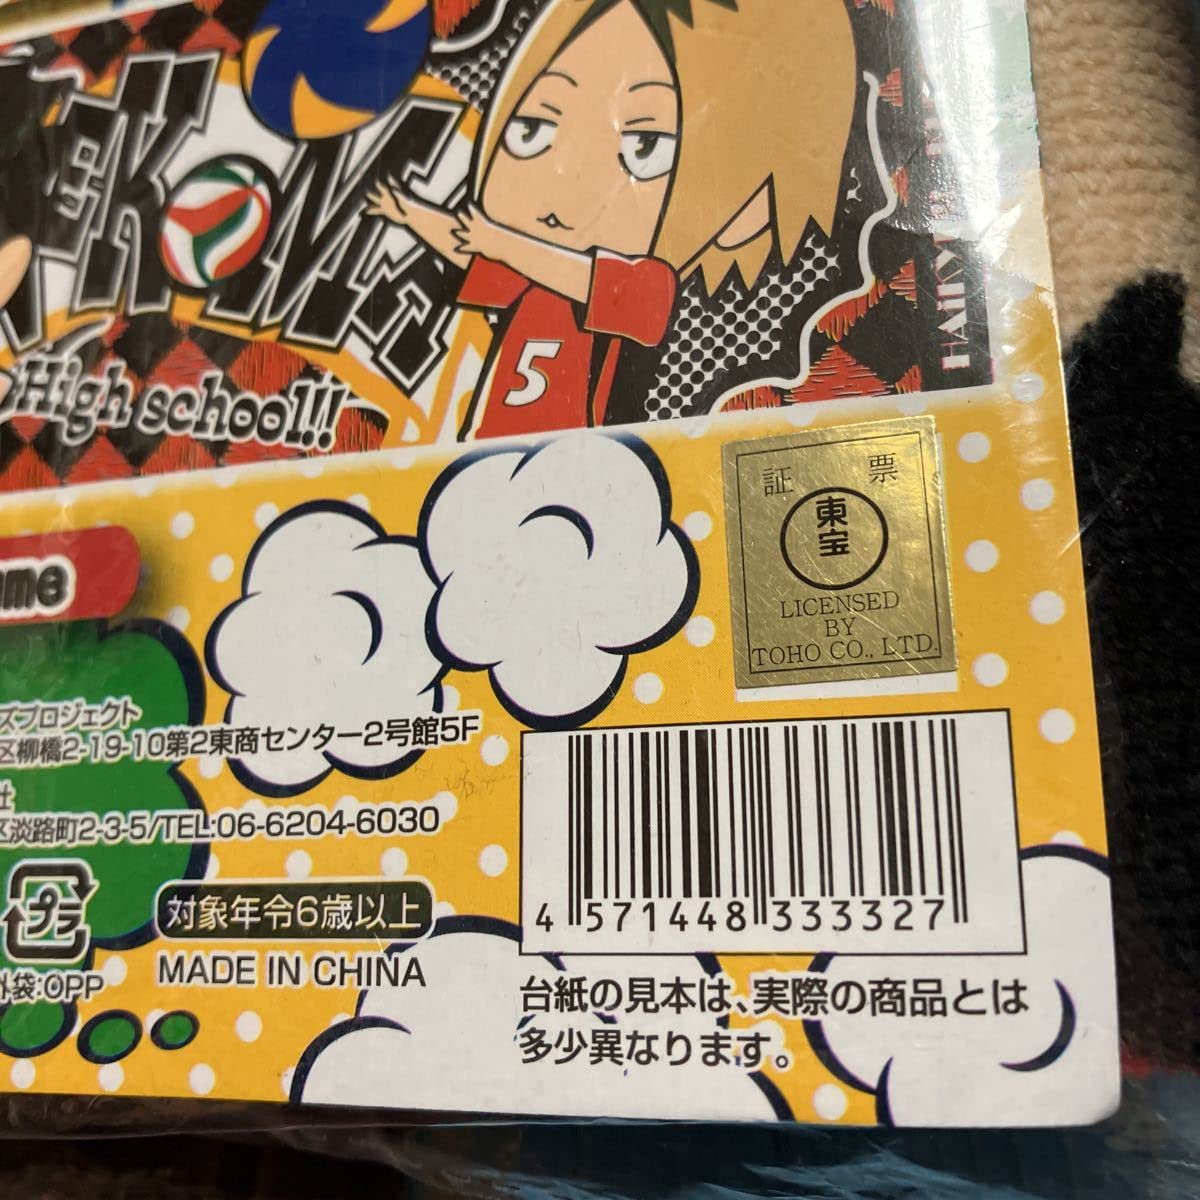 NEKOMA
High school!!
5
HAiKYU
証 票
東宝
LICENSED
BY
TOHO CO., LTD.
ズプロジェクト
区柳橋2-19-10第2東商センター2号館5F
社
区淡路町2-3-5/TEL:06-6204-6030
プラ
外袋:OPP
対象年令6歳以上
MADE IN CHINA
4 571448 333327
台紙の見本は、実際の商品とは
多少異なります。